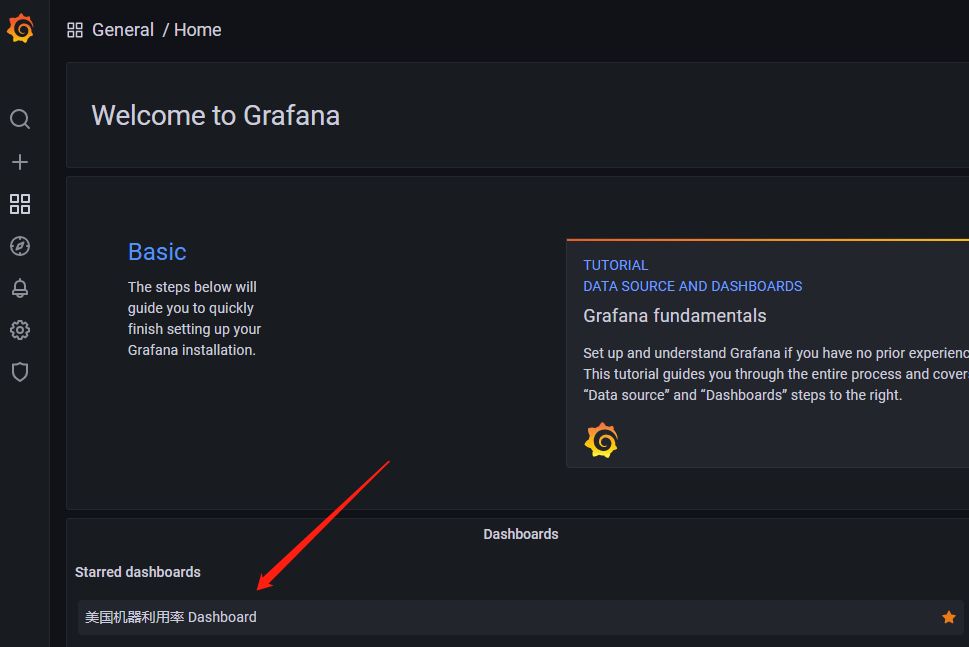 General / Home
Welcome to Grafana
Basic
The steps below will
guide you to quickly
finish setting up your
Grafana installation.
TUTORIAL
DATA SOURCE AND DASHBOARDS
Grafana fundamentals
Set up and understand Grafana if you have no prior experienc
This tutorial guides you through the entire process and cover
“Data source” and “Dashboards” steps to the right.
Dashboards
Starred dashboards
美国机器利用率 Dashboard